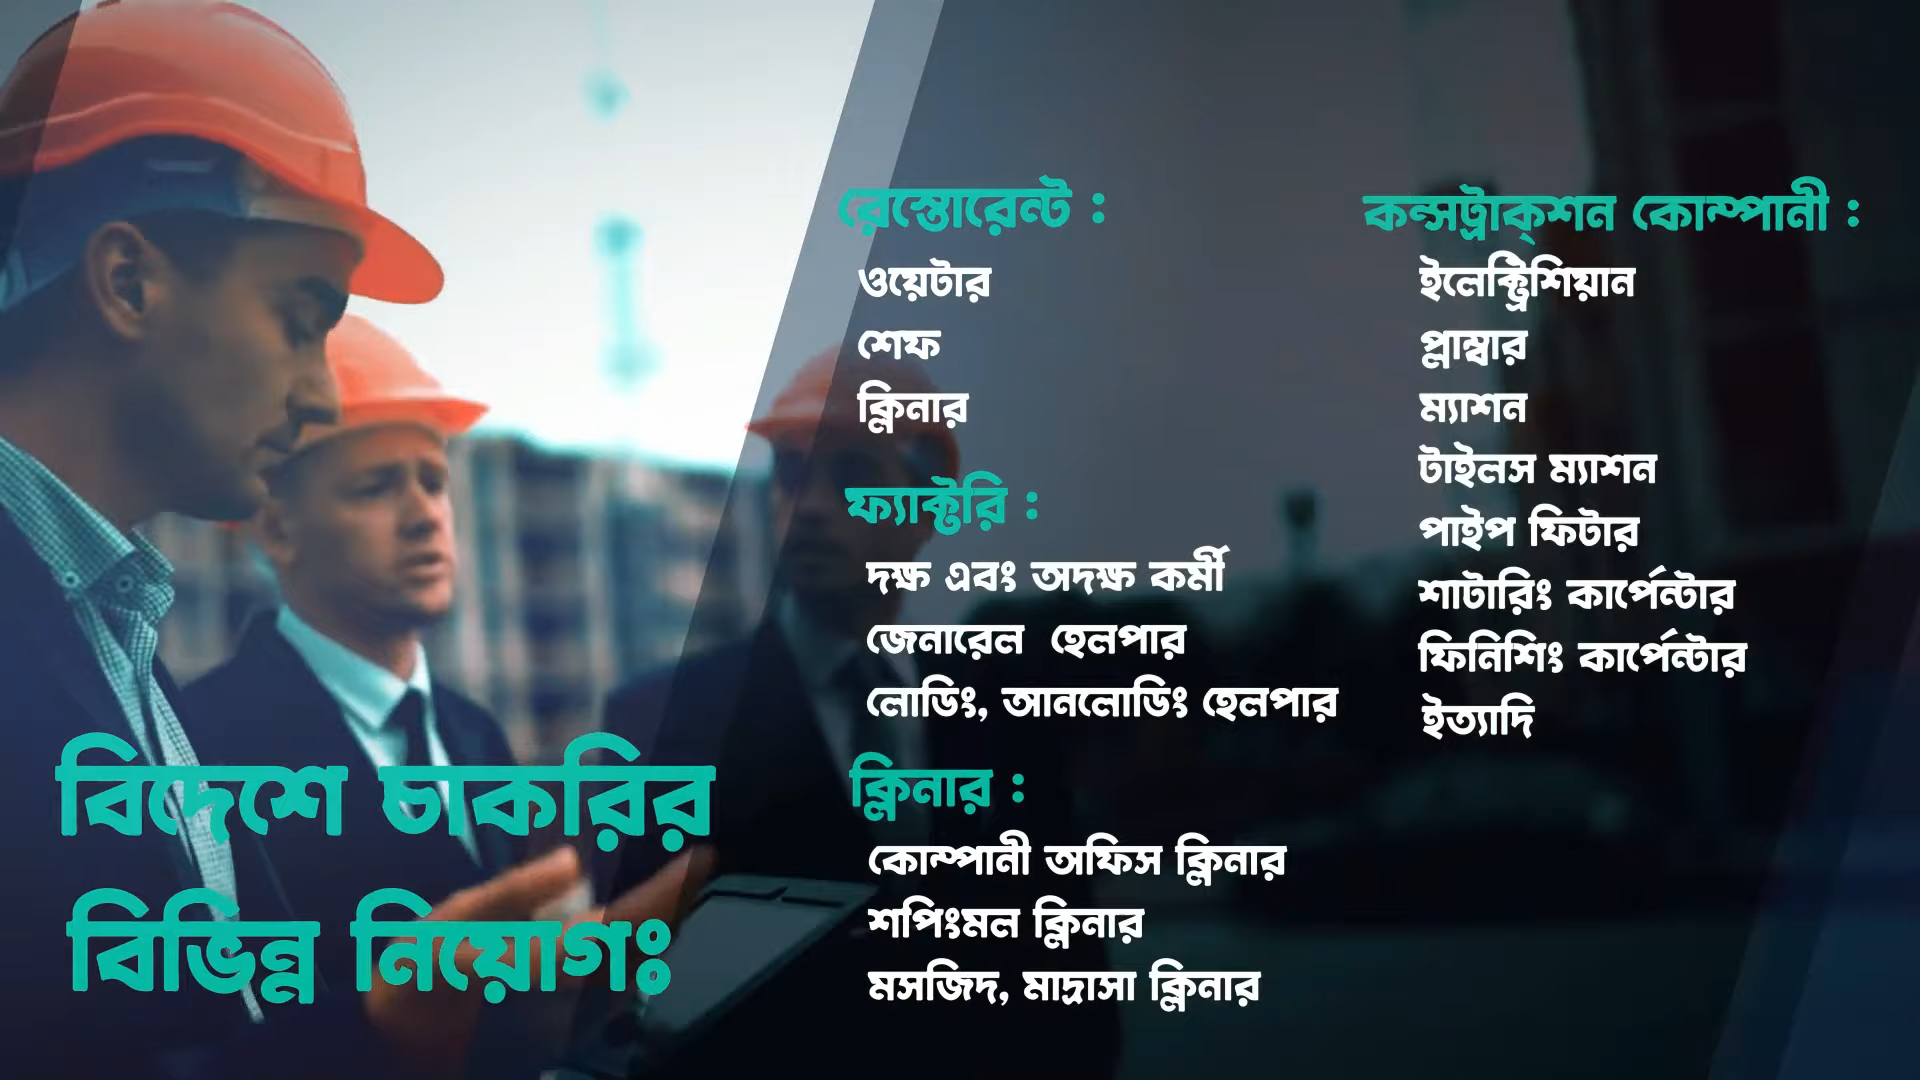 বিদেশে চাকরির
বিভিন্ন নিয়োগঃ
রেস্তোরেন্ট :
ওয়েটার
শেফ
ক্লিনার
ফ্যাক্টরি :
দক্ষ এবং অদক্ষ কর্মী
জেনারেল হেলপার
লোডিং, আনলোডিং হেলপার
ক্লিনার :
কোম্পানী অফিস ক্লিনার
শপিংমল ক্লিনার
মসজিদ, মাদ্রাসা ক্লিনার
কন্সট্রাক্‌শন কোম্পানী :
ইলেক্ট্রিশিয়ান
প্লাম্বার
ম্যাশন
টাইলস ম্যাশন
পাইপ ফিটার
শাটারিং কার্পেন্টার
ফিনিশিং কার্পেন্টার
ইত্যাদি